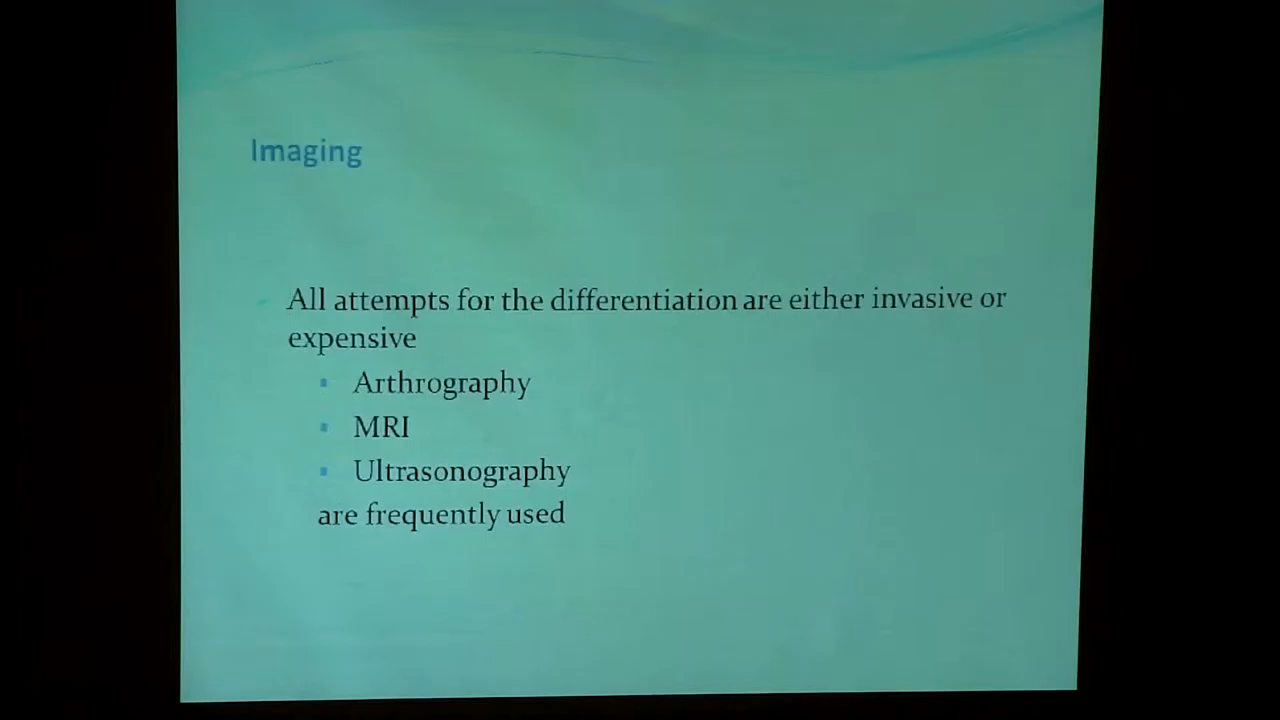 Imaging
All attempts for the differentiation are either invasive or
expensive
Arthrography
MRI
Ultrasonography
are frequently used